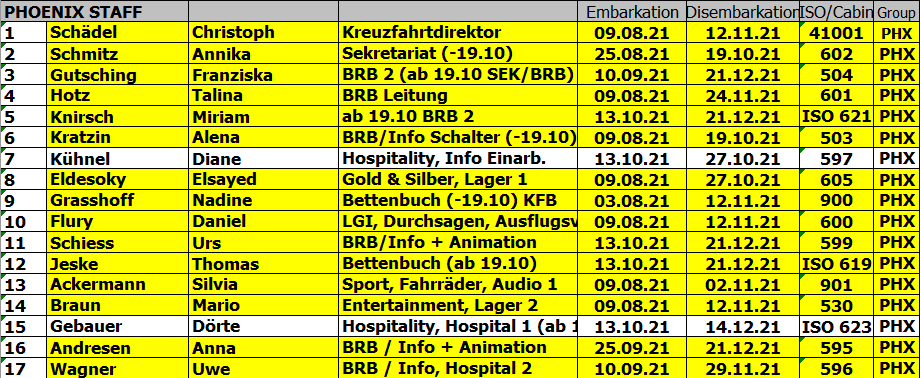 PHOENIX STAFF Embarkation Disembarkation ISO/Cabin Group
1 Schädel Christoph Kreuzfahrtdirektor 09.08.21 12.11.21 41001 PHX
2 Schmitz Annika Sekretariat (-19.10) 25.08.21 19.10.21 602 PHX
3 Gutsching Franziska BRB 2 (ab 19.10 SEK/BRB) 10.09.21 21.12.21 504 PHX
4 Hotz Talina BRB Leitung 09.08.21 24.11.21 601 PHX
5 Knirsch Miriam ab 19.10 BRB 2 13.10.21 21.12.21 ISO 621 PHX
6 Kratzin Alena BRB/Info Schalter (-19.10) 09.08.21 19.10.21 503 PHX
7 Kühnel Diane Hospitality, Info Einarb. 13.10.21 27.10.21 597 PHX
8 Eldesoky Elsayed Gold & Silber, Lager 1 09.08.21 27.10.21 605 PHX
9 Grasshoff Nadine Bettenbuch (-19.10) KFB 03.08.21 12.11.21 900 PHX
10 Flury Daniel LGI, Durchsagen, Ausflugsv 09.08.21 12.11.21 600 PHX
11 Schiess Urs BRB/Info + Animation 13.10.21 21.12.21 599 PHX
12 Jeske Thomas Bettenbuch (ab 19.10) 13.10.21 21.12.21 ISO 619 PHX
13 Ackermann Silvia Sport, Fahrräder, Audio 1 09.08.21 02.11.21 901 PHX
14 Braun Mario Entertainment, Lager 2 09.08.21 12.11.21 530 PHX
15 Gebauer Dörte Hospitality, Hospital 1 (ab 1 13.10.21 14.12.21 ISO 623 PHX
16 Andresen Anna BRB / Info + Animation 25.09.21 21.12.21 595 PHX
17 Wagner Uwe BRB / Info, Hospital 2 10.09.21 29.11.21 596 PHX